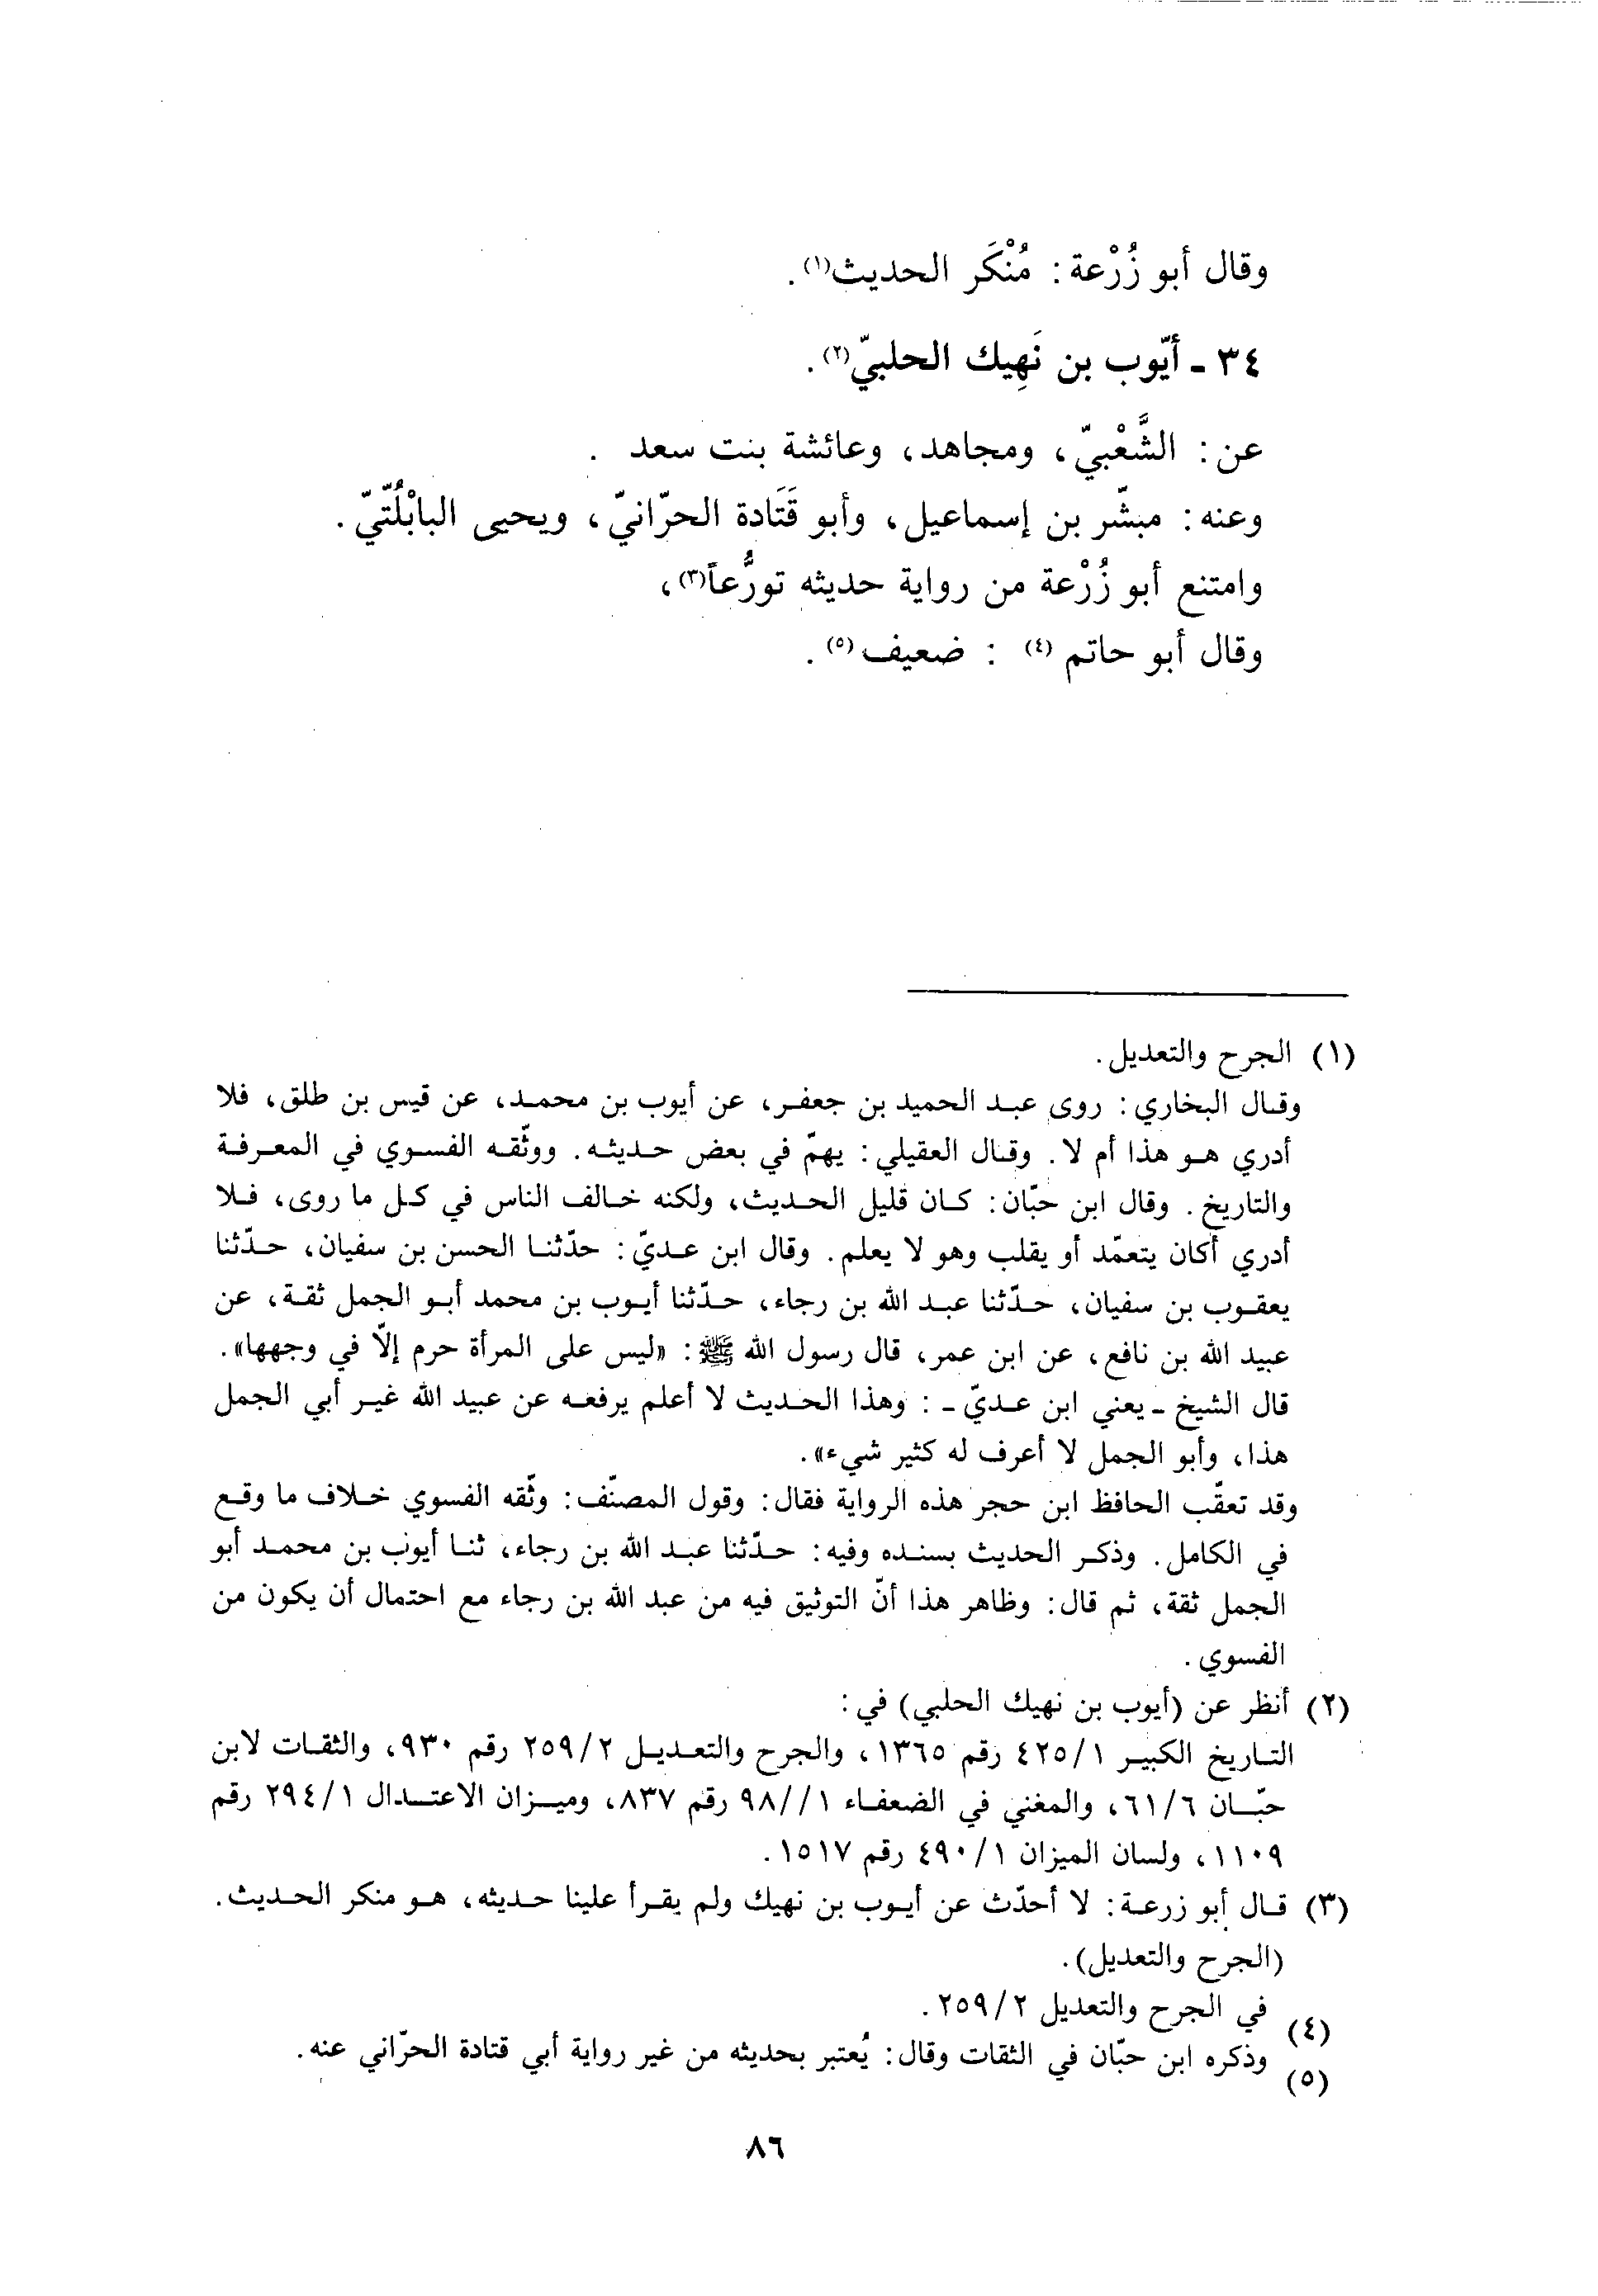 وقال أبو زُرْعة: مُنْكَر الحديث(١).
٣٤ - أيّوب بن نَهِيك الحلبيّ(٢).
عن: الشَّعْبيّ، ومجاهد، وعائشة بنت سعد .
وعنه: مبشّر بن إسماعيل، وأبو قَتَادة الحرّانيّ، ويحيى البابْلُتّيّ.
وامتنع أبو زُرْعة من رواية حديثه تورُّعاً(٣)،
وقال أبو حاتم (٤) : ضعيف(٥).
(١) الجرح والتعديل.
وقال البخاري: روى عبد الحميد بن جعفر، عن أيوب بن محمد، عن قيس بن طلق، فلا
أدري هو هذا أم لا. وقال العقيلي: يهمّ في بعض حديثه. ووثّقه الفسوي في المعرفة
والتاريخ. وقال ابن حبّان: كان قليل الحديث، ولكنه خالف الناس في كل ما روى، فلا
أدري أكان يتعمّد أو يقلب وهو لا يعلم. وقال ابن عديّ: حدّثنا الحسن بن سفيان، حدّثنا
يعقوب بن سفيان، حدّثنا عبد الله بن رجاء، حدّثنا أيوب بن محمد أبو الجمل ثقة، عن
عبيد الله بن نافع، عن ابن عمر، قال رسول الله ﷺ: «ليس على المرأة حرم إلاّ في وجهها».
قال الشيخ - يعني ابن عديّ - : وهذا الحديث لا أعلم يرفعه عن عبيد الله غير أبي الجمل
هذا، وأبو الجمل لا أعرف له كثير شيء».
وقد تعقّب الحافظ ابن حجر هذه الرواية فقال: وقول المصنّف: وثّقه الفسوي خلاف ما وقع
في الكامل. وذكر الحديث بسنده وفيه: حدّثنا عبد الله بن رجاء، ثنا أيوب بن محمد أبو
الجمل ثقة، ثم قال: وظاهر هذا أنّ التوثيق فيه من عبد الله بن رجاء مع احتمال أن يكون من
الفسوي.
(٢) أنظر عن (أيوب بن نهيك الحلبي) في:
التاريخ الكبير ٤٢٥/١ رقم ١٣٦٥، والجرح والتعديل ٢٥٩/٢ رقم ٩٣٠، والثقات لابن
حبّان ٦١/٦، والمغني في الضعفاء ٩٨//١ رقم ٨٣٧، وميزان الاعتدال ٢٩٤/١ رقم
١١٠٩، ولسان الميزان ٤٩٠/١ رقم ١٥١٧.
(٣) قال أبو زرعة: لا أحدّث عن أيوب بن نهيك ولم يقرأ علينا حديثه، هو منكر الحديث.
(الجرح والتعديل).
(٤) في الجرح والتعديل ٢٥٩/٢.
(٥) وذكره ابن حبّان في الثقات وقال: يُعتبر بحديثه من غير رواية أبي قتادة الحرّاني عنه.
٨٦